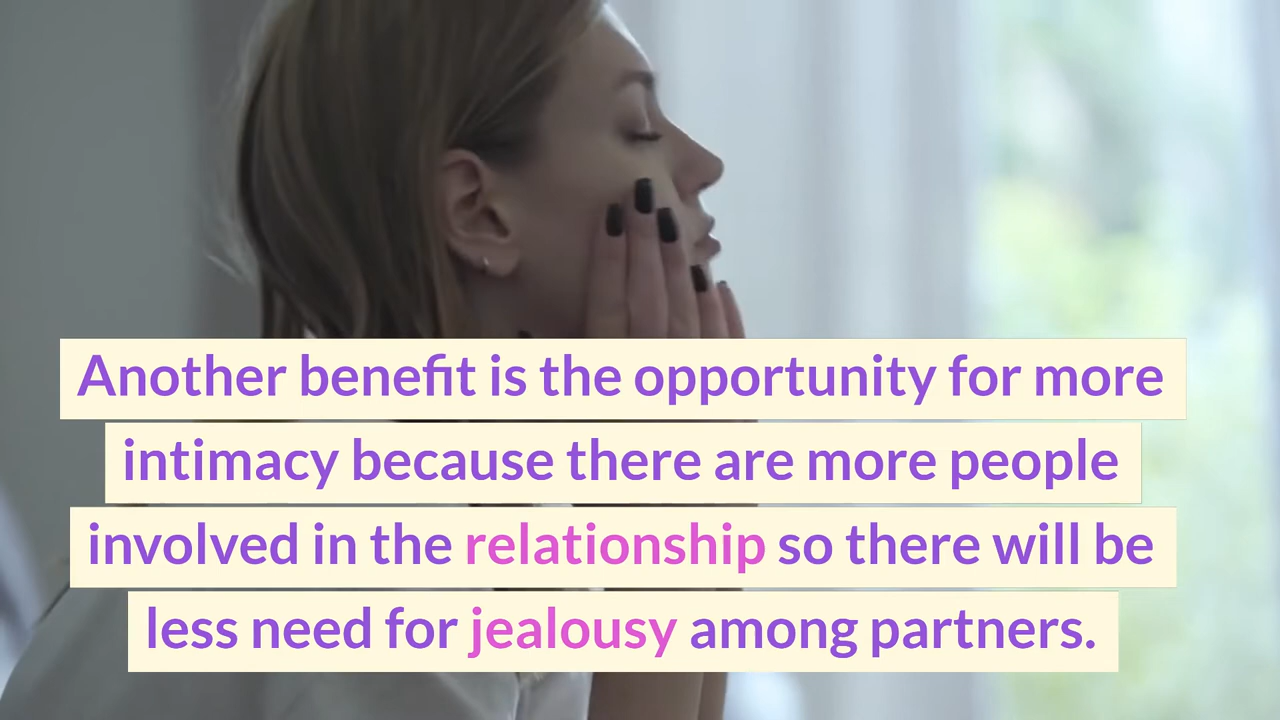 Another benefit is the opportunity for more
intimacy because there are more people
involved in the relationship so there will be
less need for jealousy among partners.